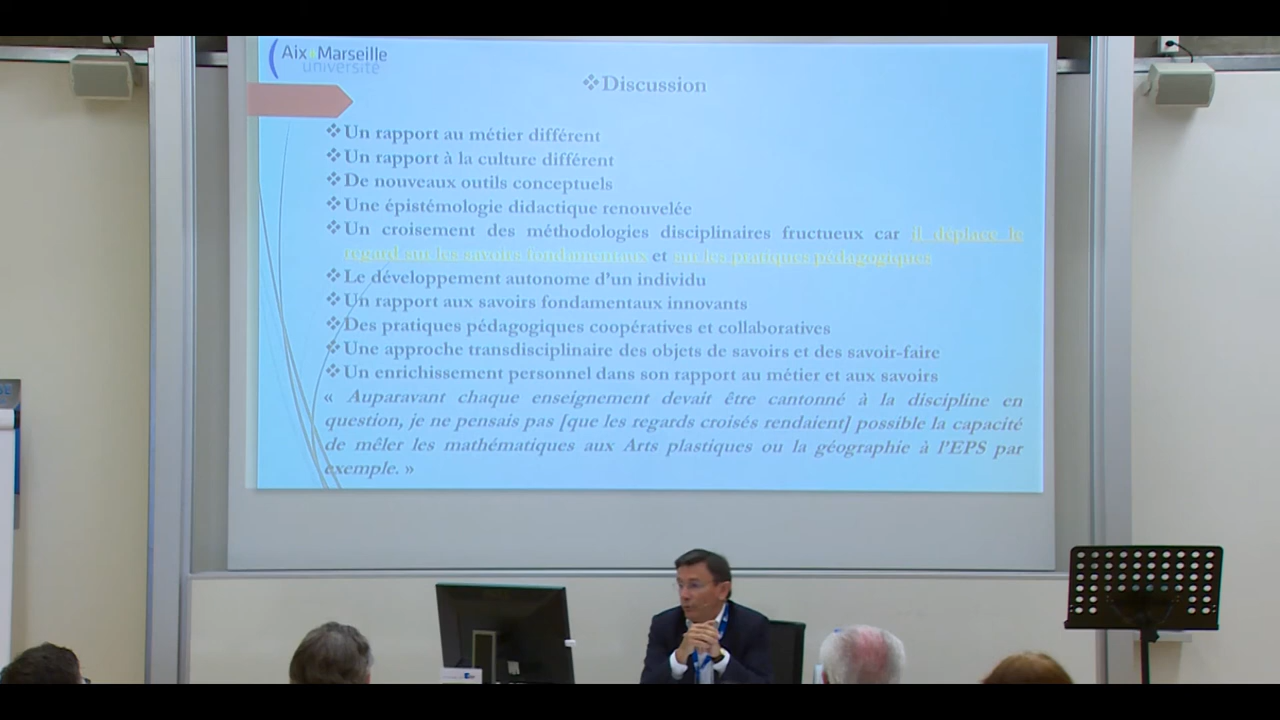 Aix Marseille
université
❖Discussion
❖Un rapport au métier différent
❖Un rapport à la culture différent
❖De nouveaux outils conceptuels
❖Une épistémologie didactique renouvelée
❖Un croisement des méthodologies disciplinaires fructueux car il déplace le
regard sur les savoirs fondamentaux et sur les pratiques pédagogiques
❖Le développement autonome d'un individu
❖Un rapport aux savoirs fondamentaux innovants
❖Des pratiques pédagogiques coopératives et collaboratives
❖Une approche transdisciplinaire des objets de savoirs et des savoir-faire
❖Un enrichissement personnel dans son rapport au métier et aux savoirs
« Auparavant chaque enseignement devait être cantonné à la discipline en
question, je ne pensais pas [que les regards croisés rendaient] possible la capacité
de mêler les mathématiques aux Arts plastiques ou la géographie à l'EPS par
exemple. »